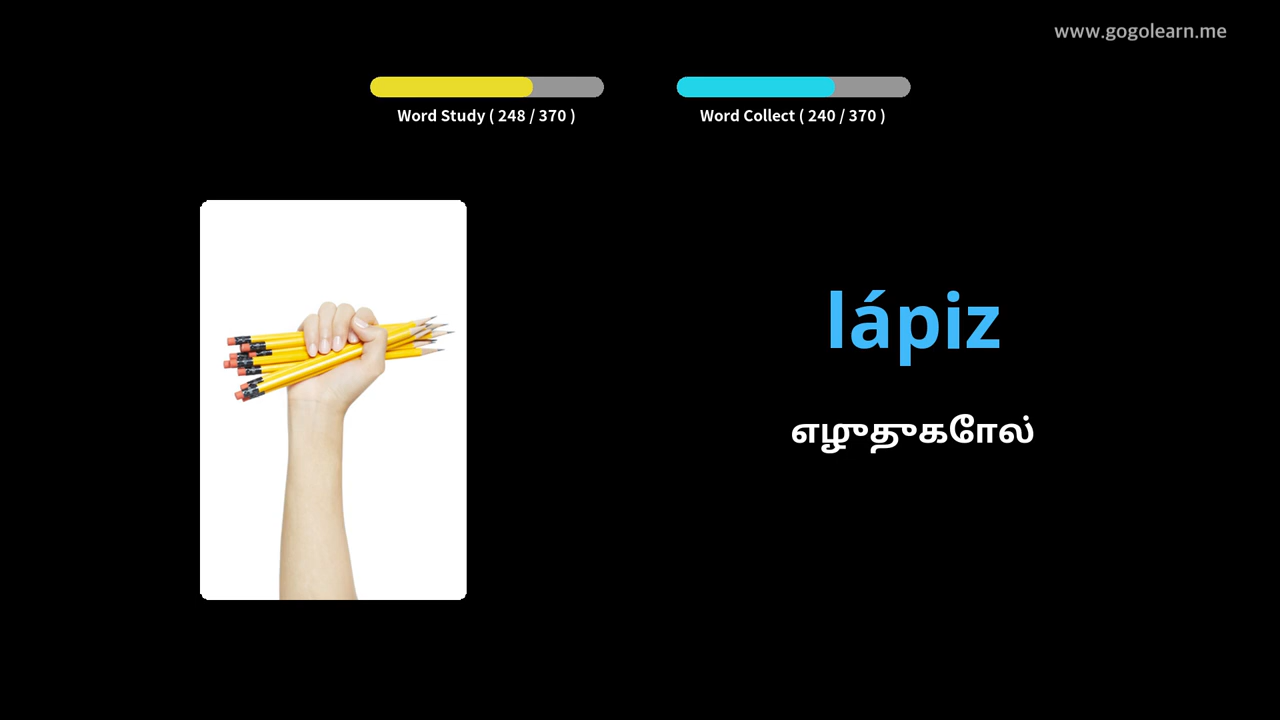 www.gogolearn.me
Word Study ( 248 / 370 )
Word Collect ( 240 / 370 )
lápiz
எழுதுகோல்